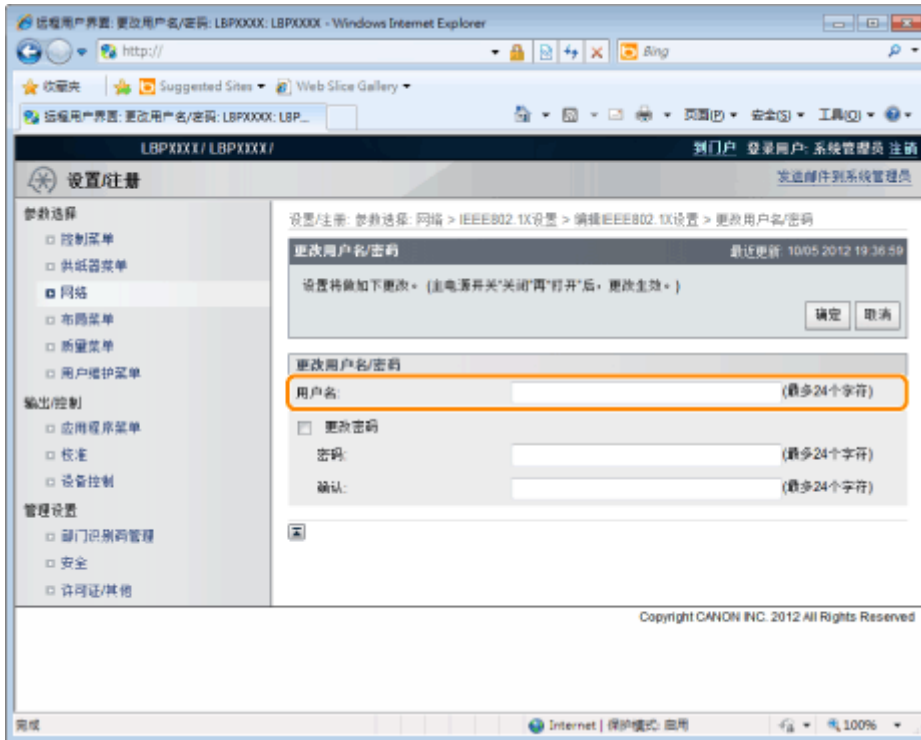 远程用户界面: 更改用户名/密码: LBPXXXX: LBPXXXX - Windows Internet Explorer
http://
Bing
收藏夹 Suggested Sites Web Slice Gallery
远程用户界面: 更改用户名/密码: LBPXXXX: LBP... 页面(P) 安全(S) 工具(O)
LBPXXXX / LBPXXXX / 到门户 登录用户: 系统管理员 注销
设置/注册 发送邮件到系统管理员
参数选择
控制菜单
供纸器菜单
网络
布局菜单
质量菜单
用户维护菜单
输出/控制
应用程序菜单
校准
设备控制
管理设置
部门识别码管理
安全
许可证/其他
设置/注册: 参数选择: 网络 > IEEE802.1X设置 > 编辑IEEE802.1X设置 > 更改用户名/密码
更改用户名/密码 最近更新: 10/05 2012 19:36:59
设置将做如下更改。(主电源开关"关闭"再"打开"后，更改生效。)
确定 取消
更改用户名/密码
用户名: (最多24个字符)
更改密码
密码: (最多24个字符)
确认: (最多24个字符)
Copyright CANON INC. 2012 All Rights Reserved
完成 Internet | 保护模式: 启用 100%